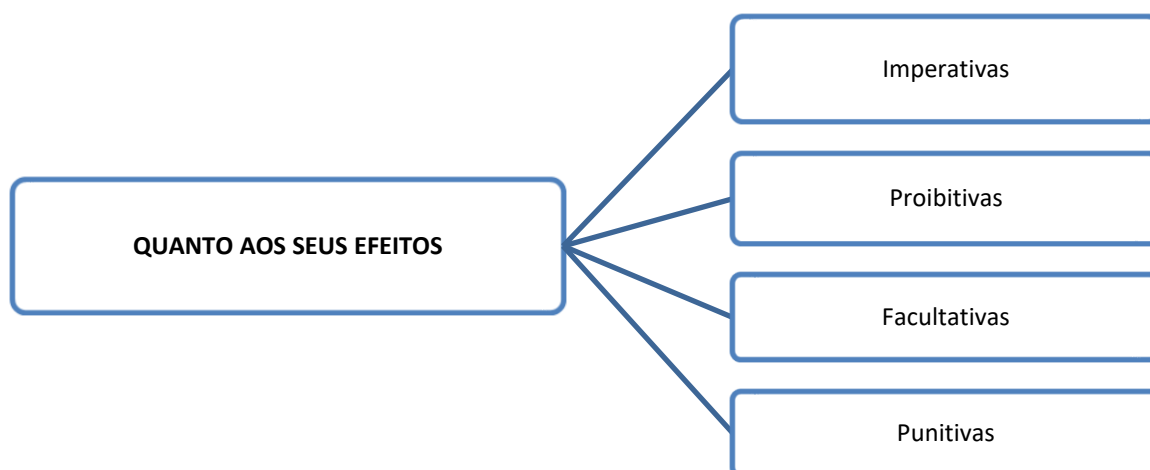 QUANTO AOS SEUS EFEITOS
Imperativas
Proibitivas
Facultativas
Punitivas